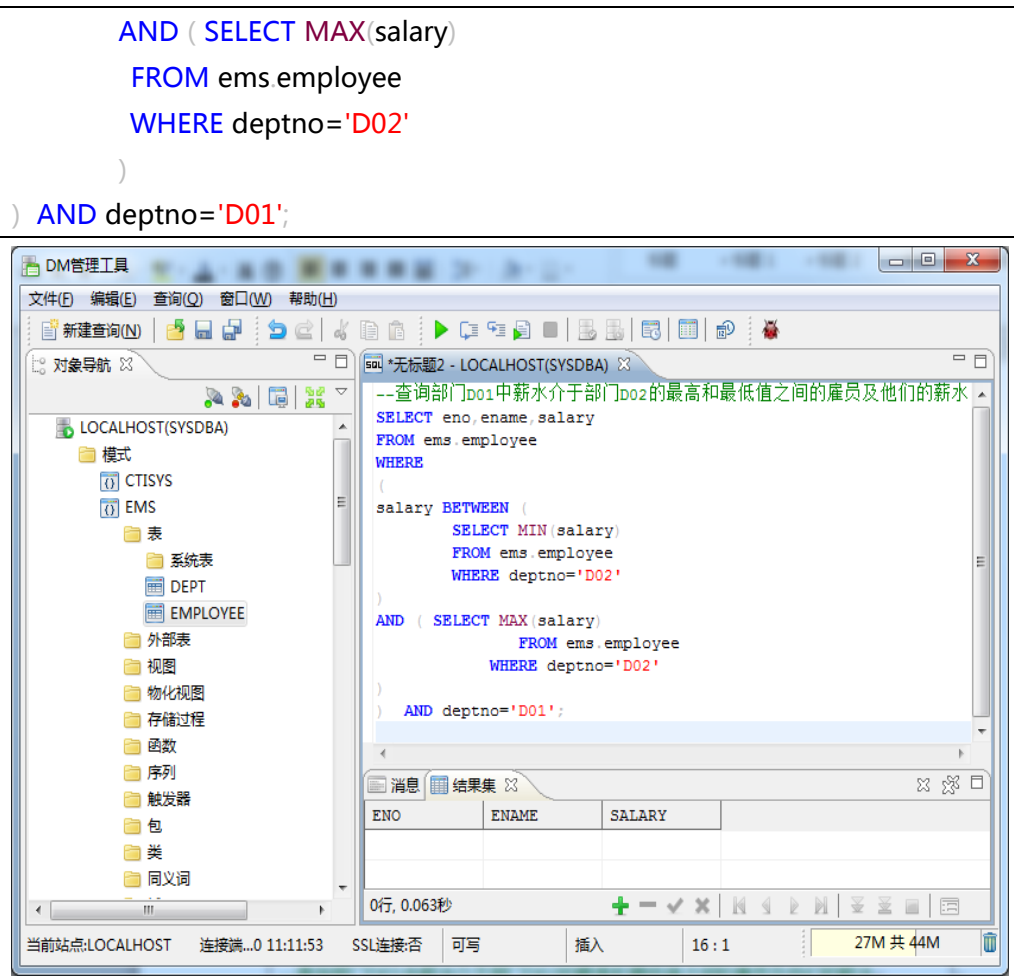 AND ( SELECT MAX(salary)
FROM ems.employee
WHERE deptno='D02'
)
) AND deptno='D01';
DM管理工具
文件(F) 编辑(E) 查询(Q) 窗口(W) 帮助(H)
新建查询(N)
对象导航
*无标题2 - LOCALHOST(SYSDBA)
LOCALHOST(SYSDBA)
模式
CTISYS
EMS
表
系统表
DEPT
EMPLOYEE
外部表
视图
物化视图
存储过程
函数
序列
触发器
包
类
同义词
--查询部门D01中薪水介于部门D02的最高和最低值之间的雇员及他们的薪水
SELECT eno,ename,salary
FROM ems.employee
WHERE
(
salary BETWEEN (
SELECT MIN(salary)
FROM ems.employee
WHERE deptno='D02'
)
AND ( SELECT MAX(salary)
FROM ems.employee
WHERE deptno='D02'
)
) AND deptno='D01';
消息 结果集
ENO ENAME SALARY
0行, 0.063秒
当前站点:LOCALHOST 连接端...0 11:11:53 SSL连接:否 可写 插入 16 : 1 27M 共 44M